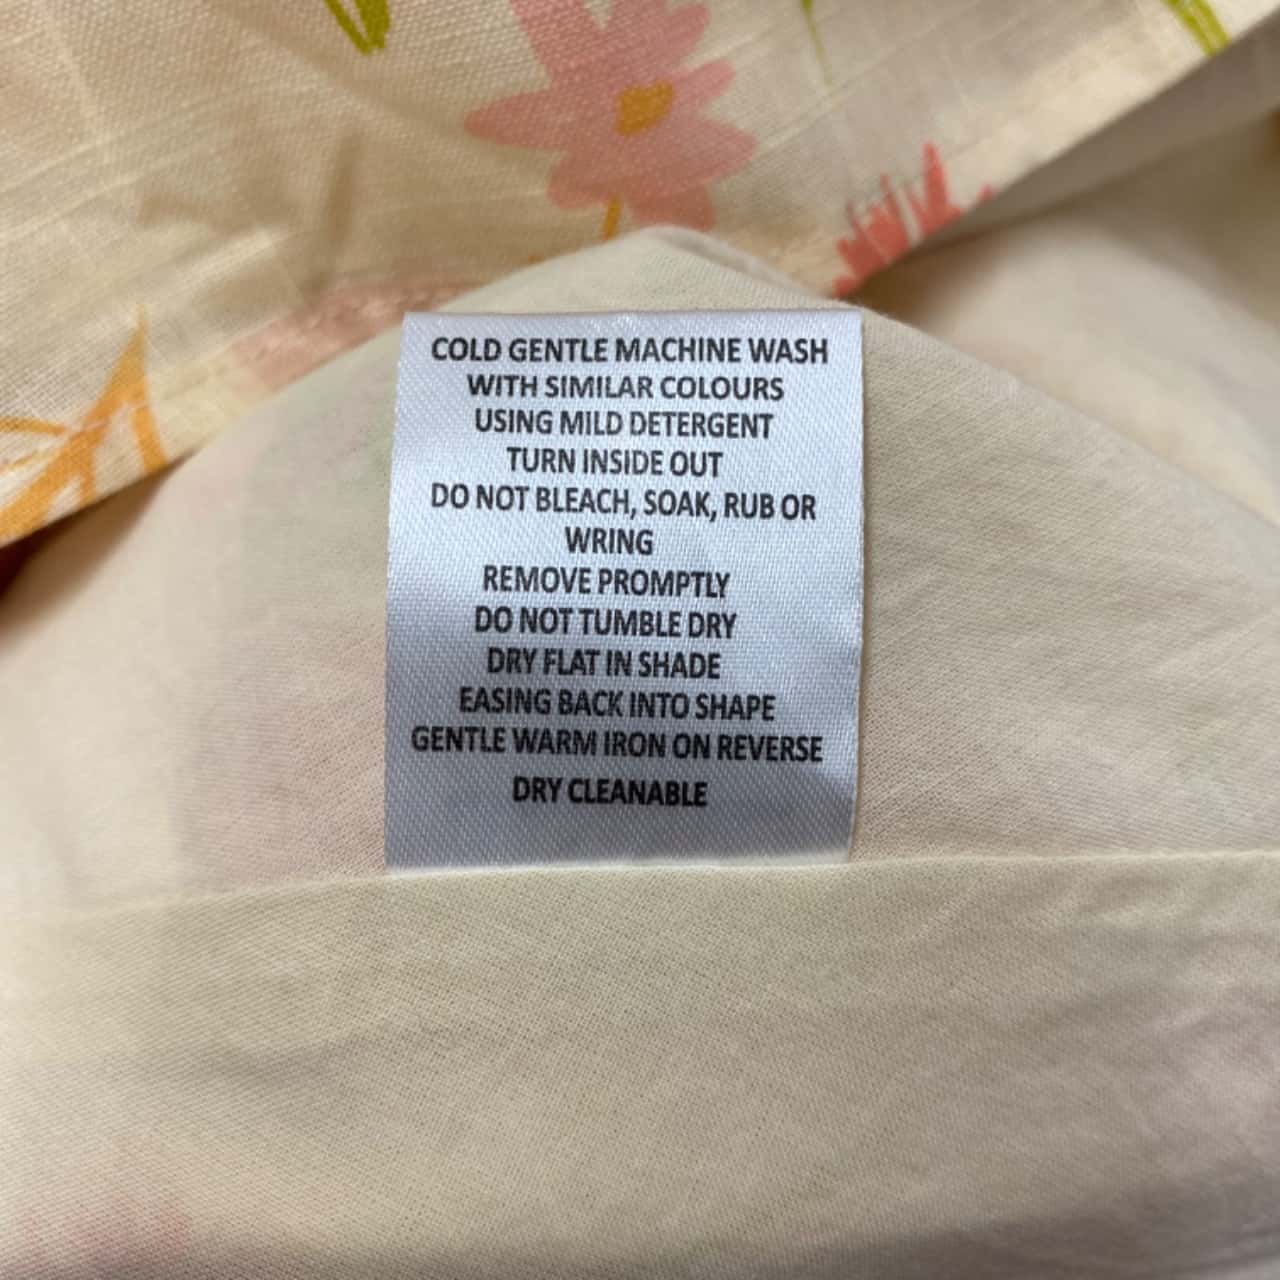 COLD GENTLE MACHINE WASH
WITH SIMILAR COLOURS
USING MILD DETERGENT
TURN INSIDE OUT
DO NOT BLEACH, SOAK, RUB OR
WRING
REMOVE PROMPTLY
DO NOT TUMBLE DRY
DRY FLAT IN SHADE
EASING BACK INTO SHAPE
GENTLE WARM IRON ON REVERSE
DRY CLEANABLE